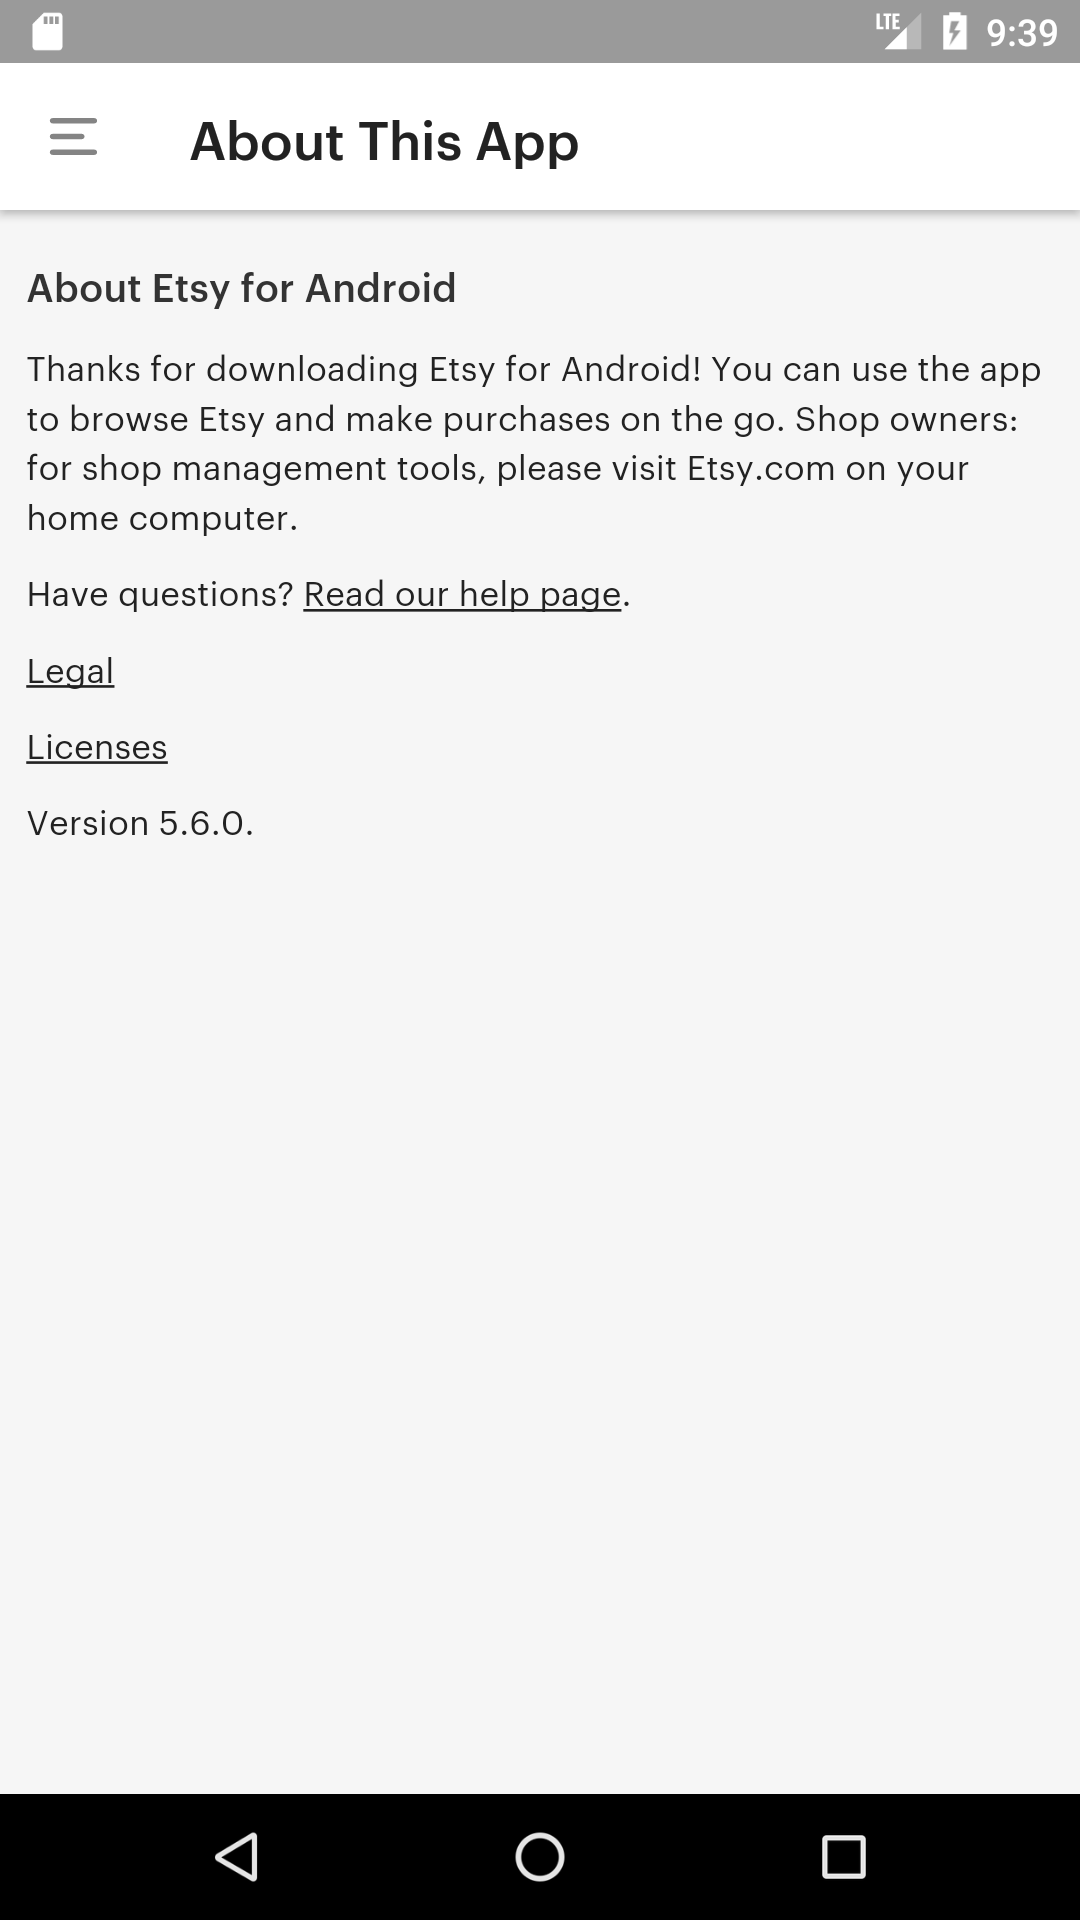 LTE 9:39
About This App
About Etsy for Android
Thanks for downloading Etsy for Android! You can use the app
to browse Etsy and make purchases on the go. Shop owners:
for shop management tools, please visit Etsy.com on your
home computer.
Have questions? Read our help page.
Legal
Licenses
Version 5.6.0.